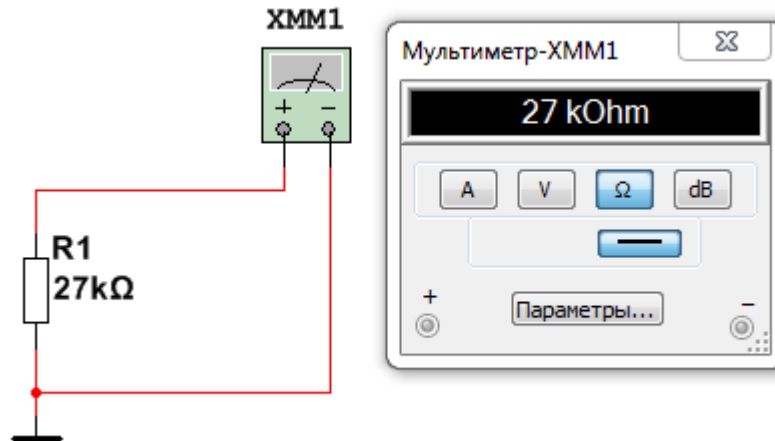 XMM1
+ −
R1
27kΩ
Мультиметр-XMM1
27 kOhm
A V Ω dB
+ −
Параметры...